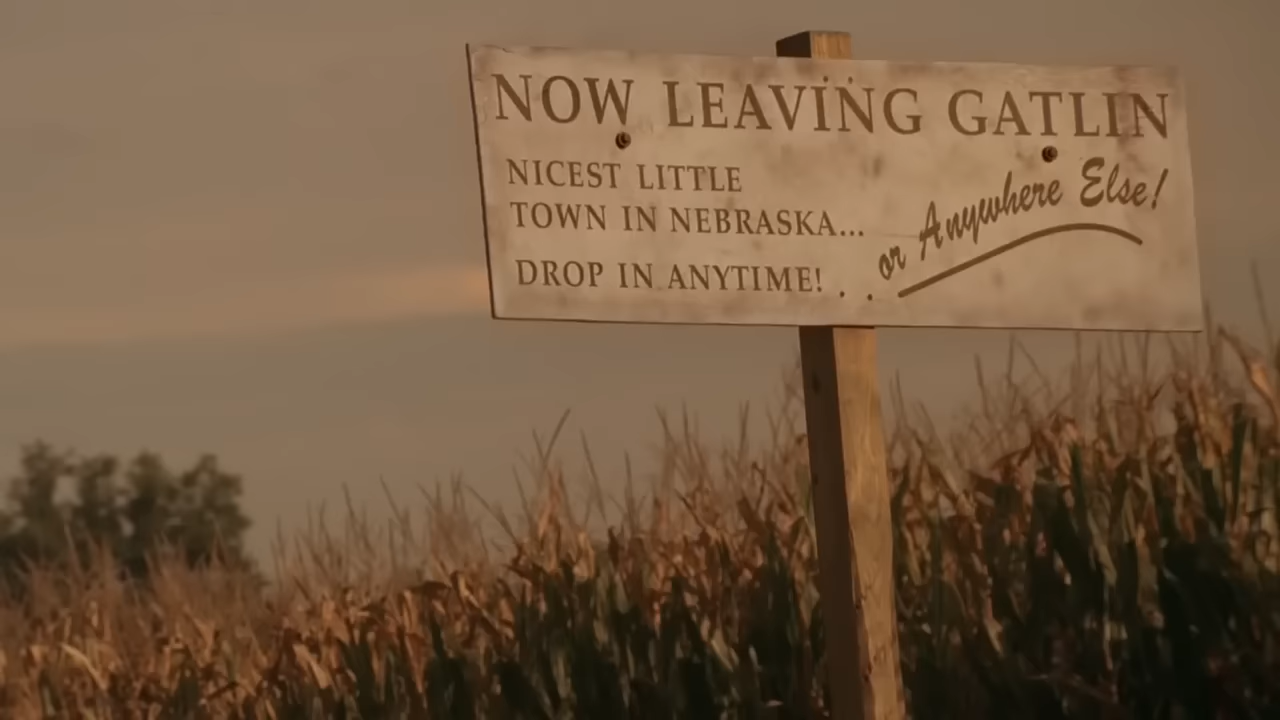 NOW LEAVING GATLIN
NICEST LITTLE
TOWN IN NEBRASKA...
or Anywhere Else!
DROP IN ANYTIME! . .